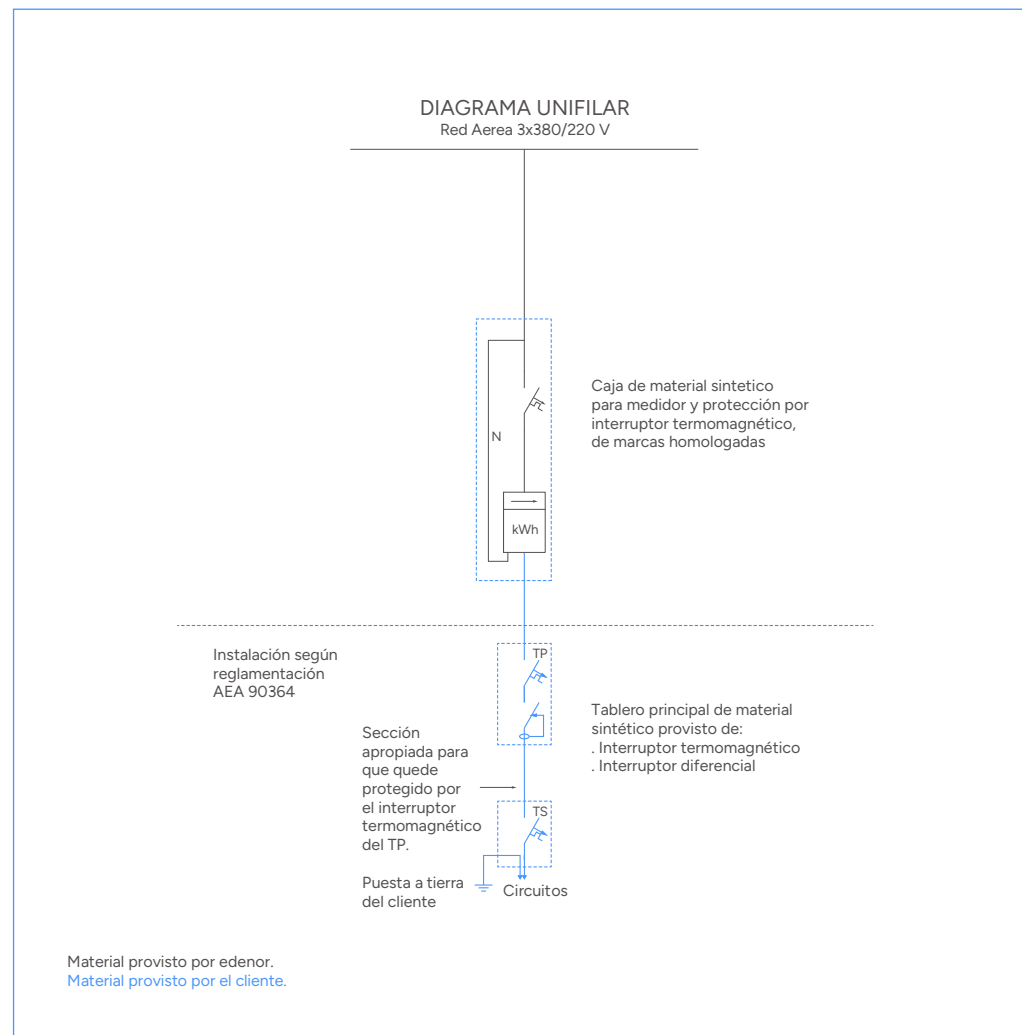 DIAGRAMA UNIFILAR
Red Aerea 3x380/220 V
Caja de material sintetico
para medidor y protección por
interruptor termomagnético,
de marcas homologadas
N
kWh
Instalación según
reglamentación
AEA 90364
TP
Tablero principal de material
sintético provisto de:
. Interruptor termomagnético
. Interruptor diferencial
Sección
apropiada para
que quede
protegido por
el interruptor
termomagnético
del TP.
TS
Puesta a tierra
del cliente
Circuitos
Material provisto por edenor.
Material provisto por el cliente.